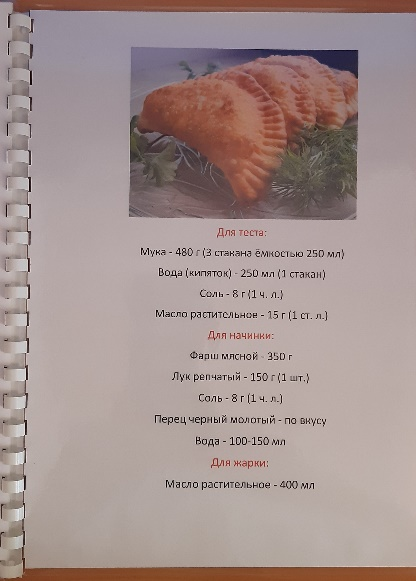 Для теста:
Мука - 480 г (3 стакана ёмкостью 250 мл)
Вода (кипяток) - 250 мл (1 стакан)
Соль - 8 г (1 ч. л.)
Масло растительное - 15 г (1 ст. л.)
Для начинки:
Фарш мясной - 350 г
Лук репчатый - 150 г (1 шт.)
Соль - 8 г (1 ч. л.)
Перец черный молотый - по вкусу
Вода - 100-150 мл
Для жарки:
Масло растительное - 400 мл